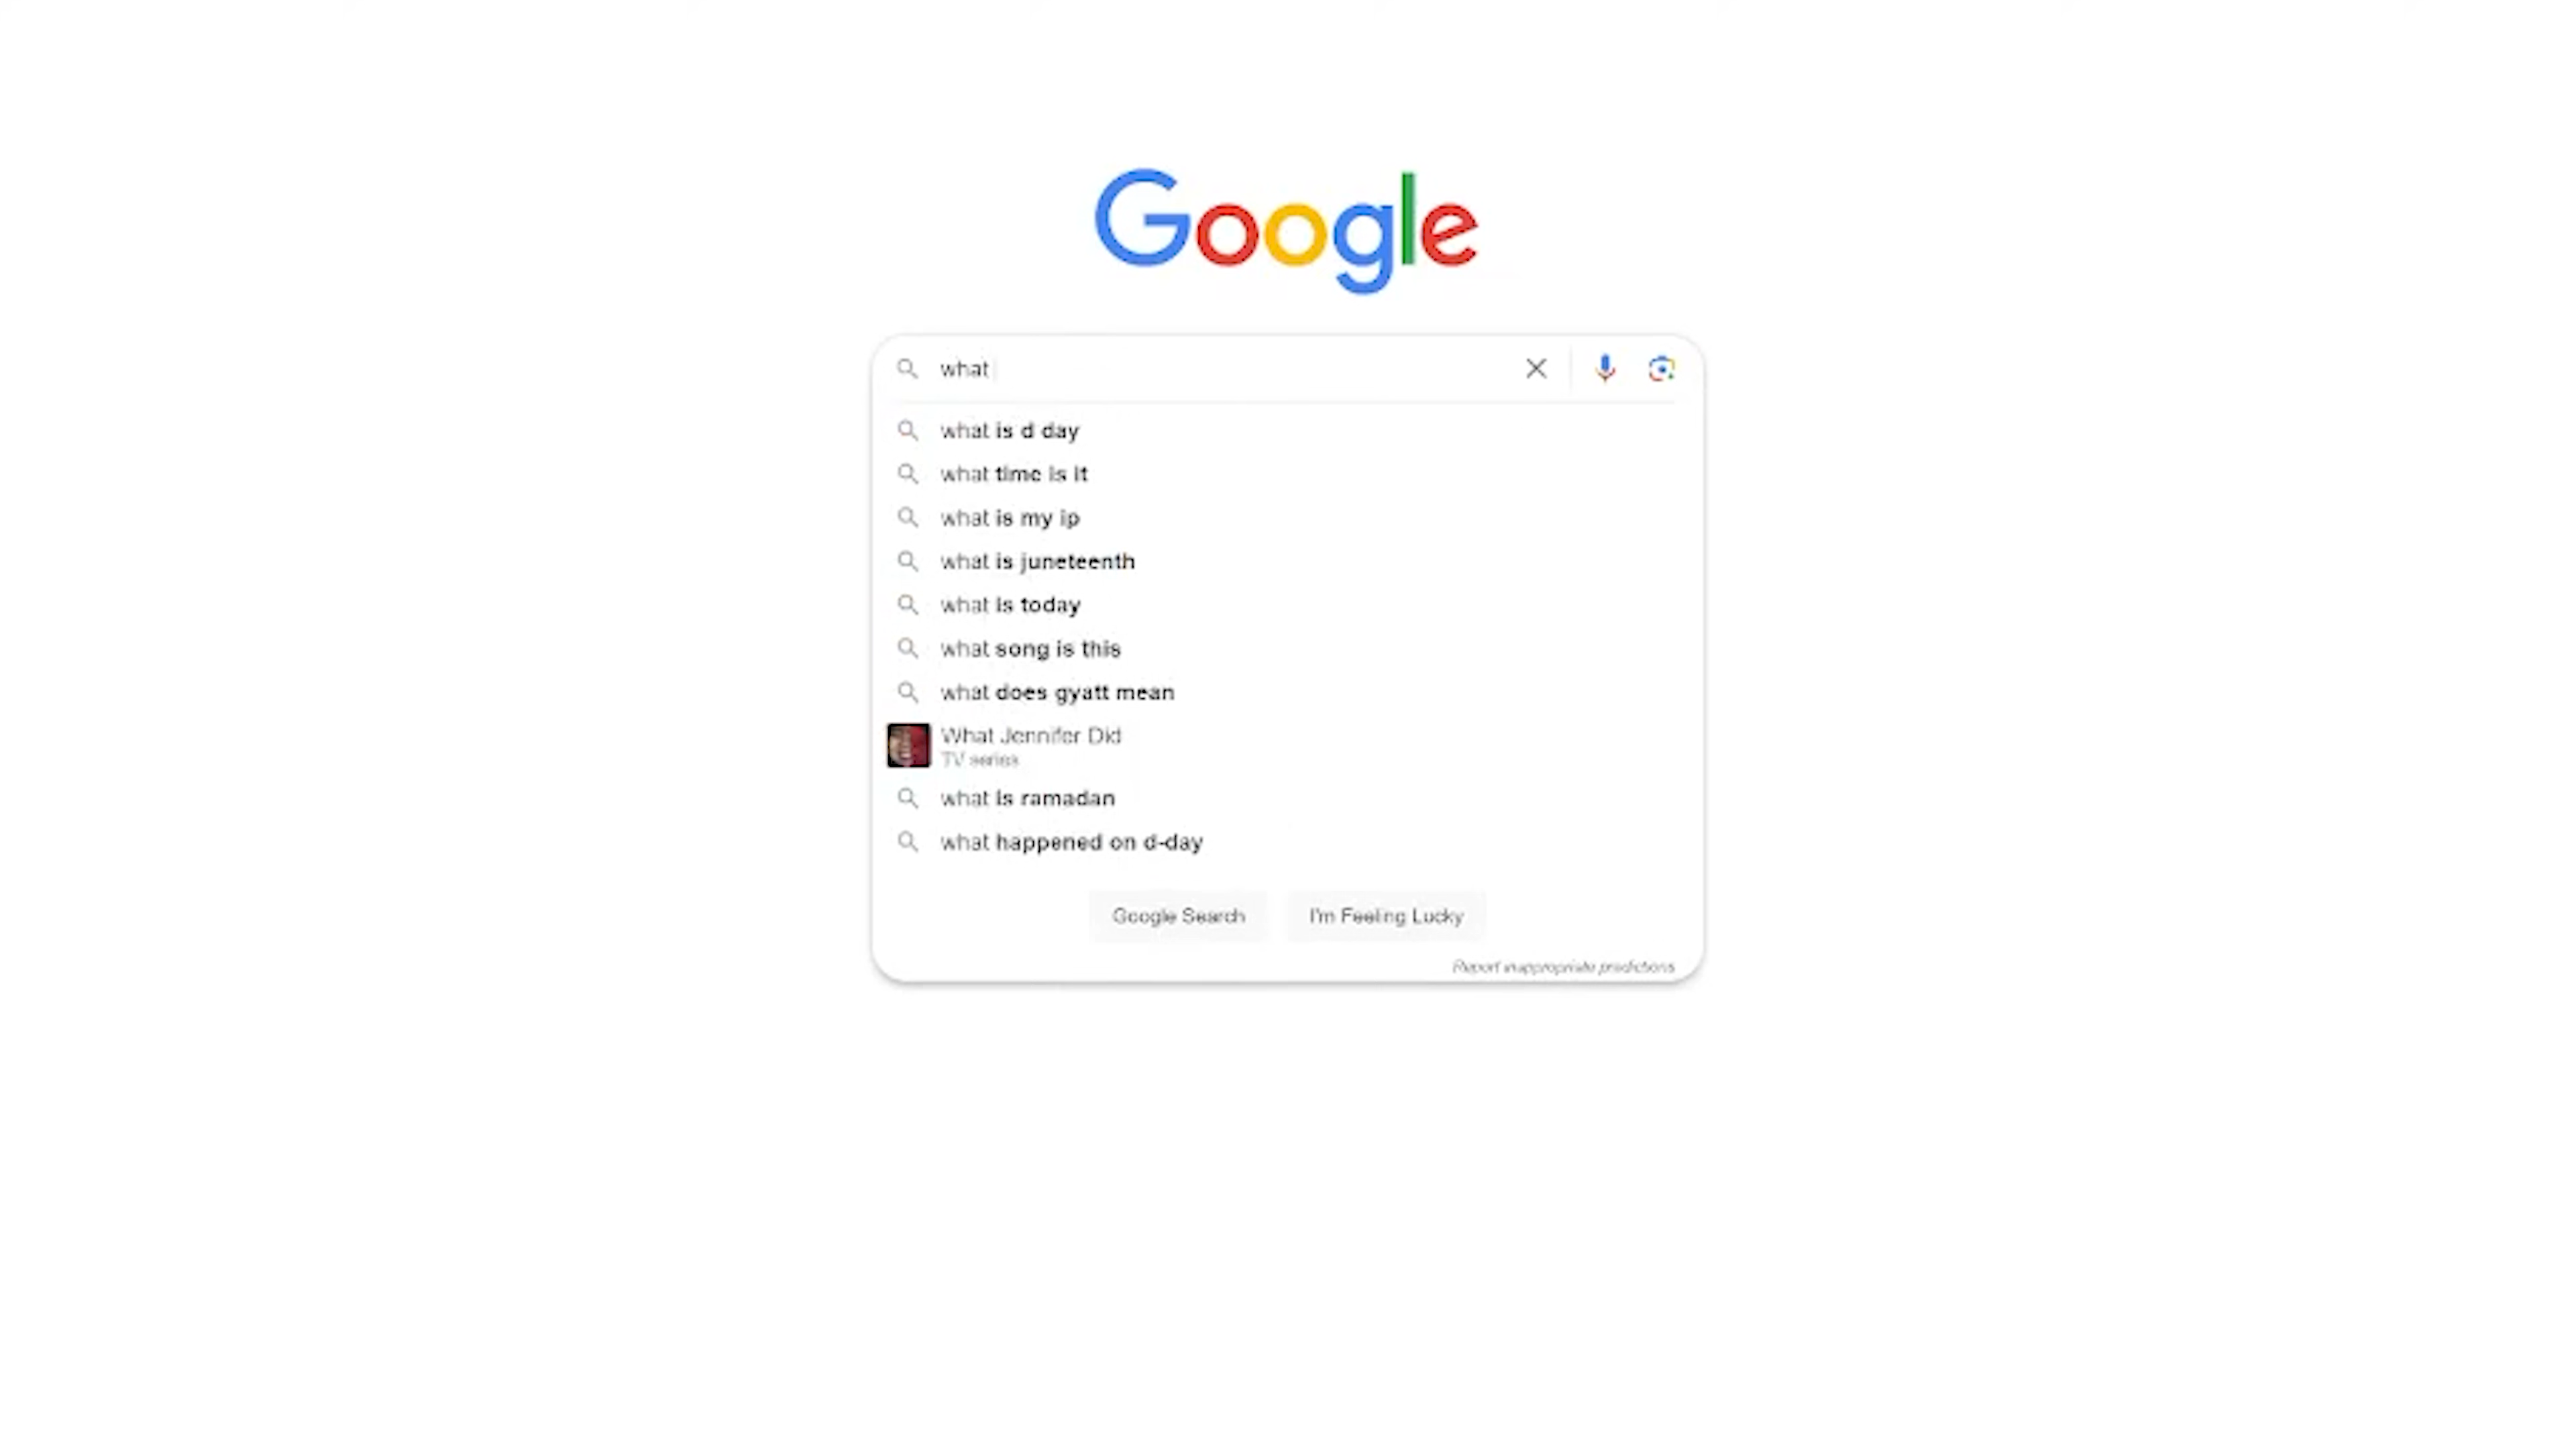 Google
what
what is d day
what time is it
what is my ip
what is juneteenth
what is today
what song is this
what does gyatt mean
What Jennifer Did
TV series
what is ramadan
what happened on d-day
Google Search I'm Feeling Lucky
Report inappropriate predictions